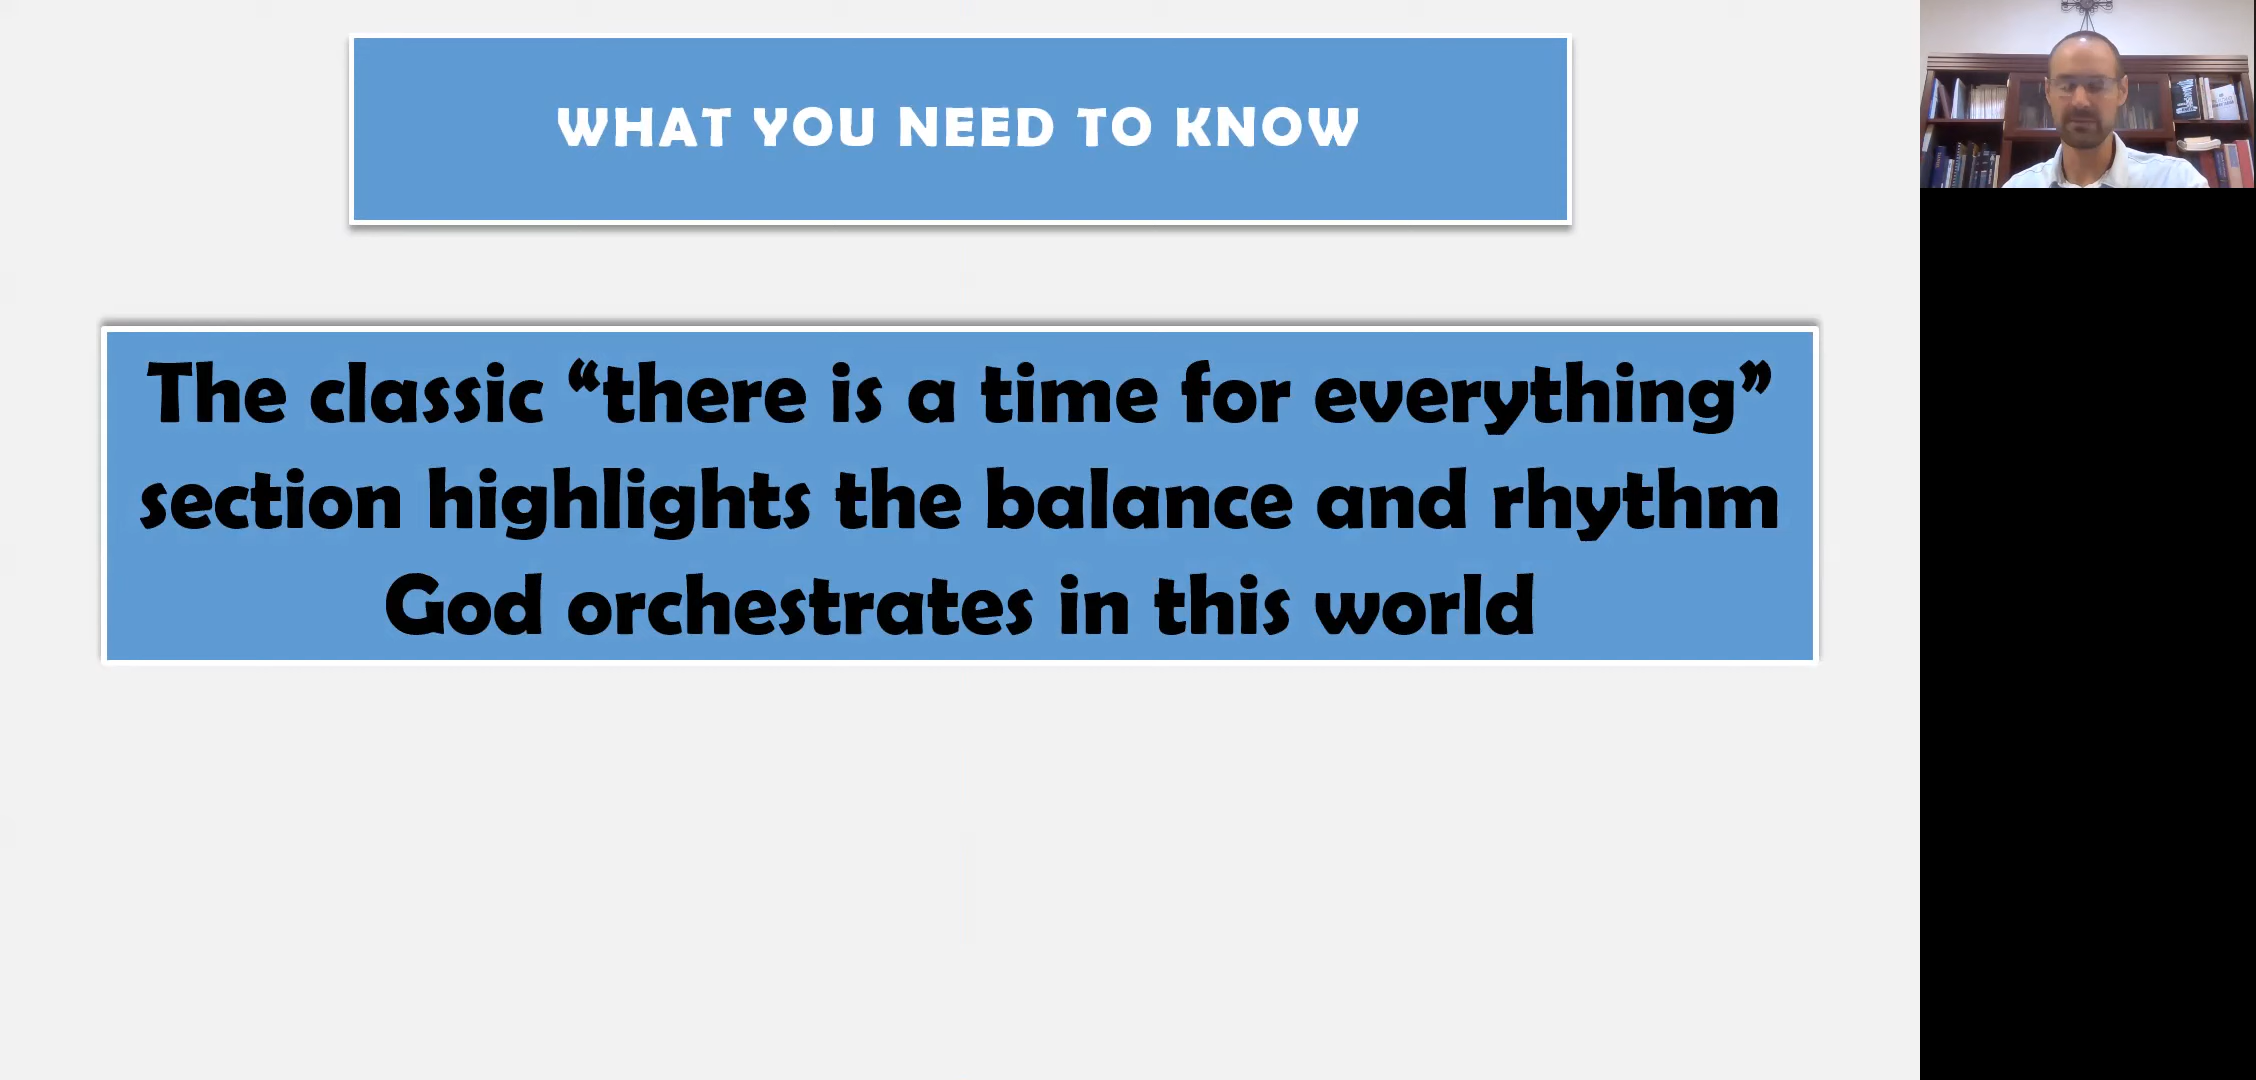 WHAT YOU NEED TO KNOW
The classic “there is a time for everything”
section highlights the balance and rhythm
God orchestrates in this world